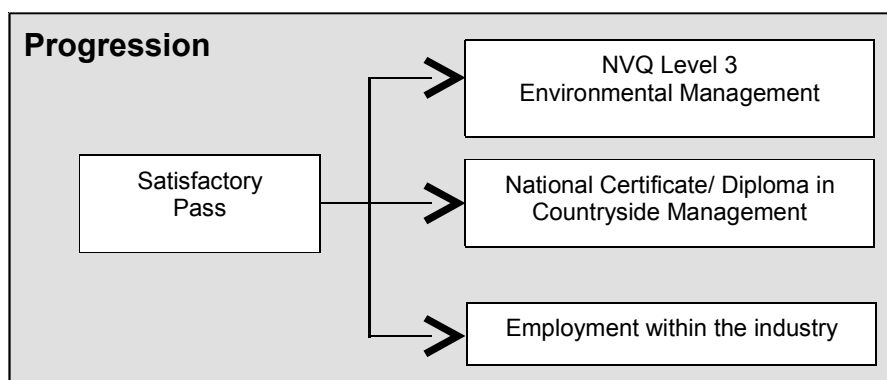 Progression
NVQ Level 3
Environmental Management
Satisfactory
Pass
National Certificate/ Diploma in
Countryside Management
Employment within the industry